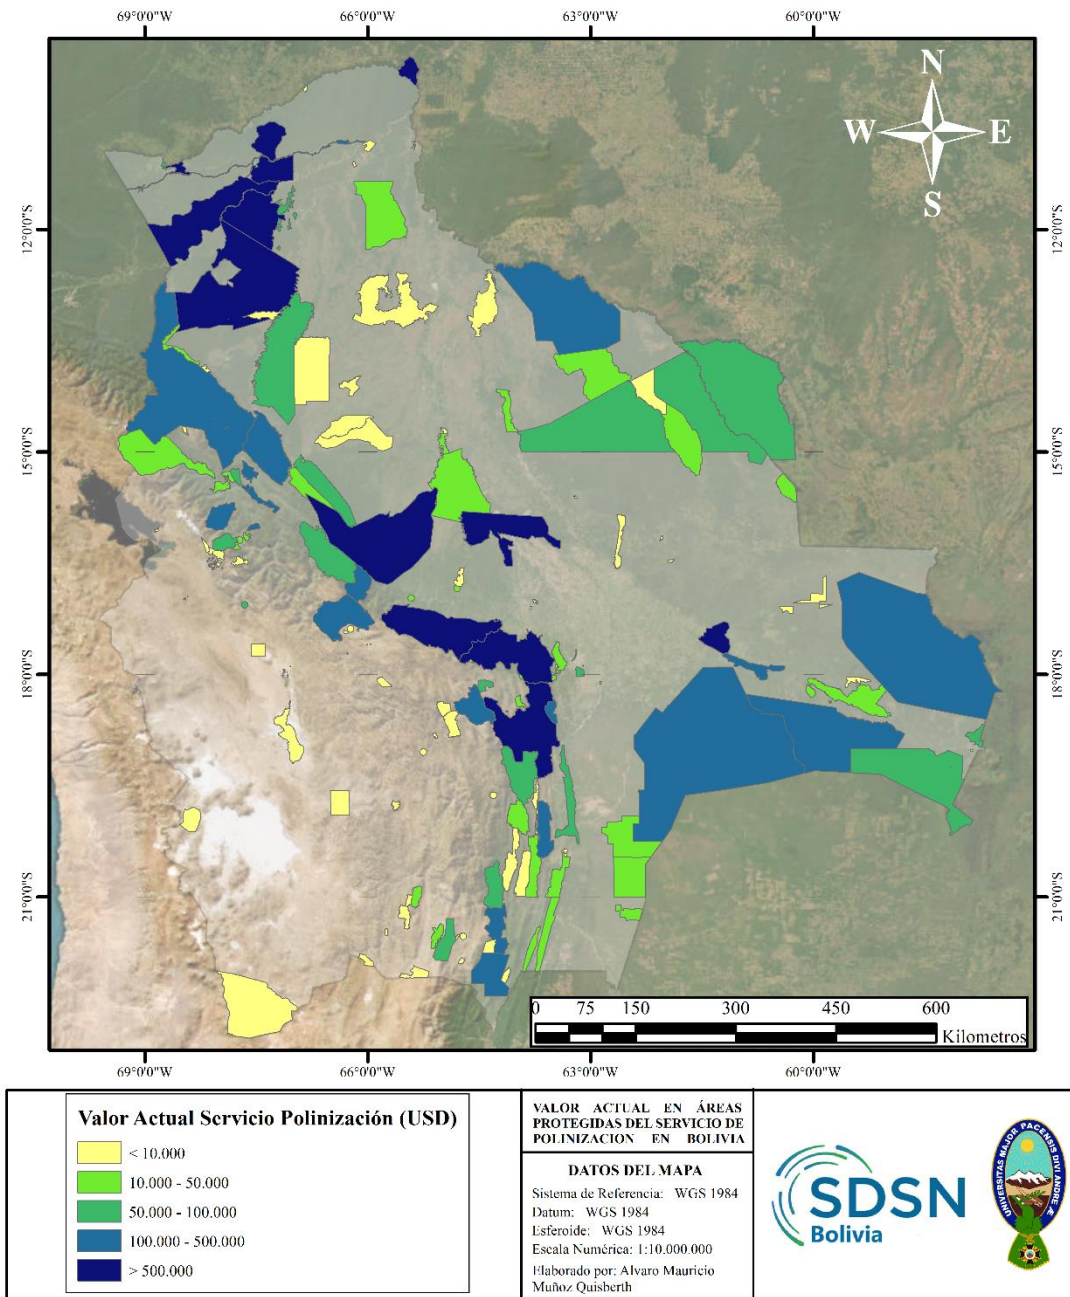 69°0'0"W 66°0'0"W 63°0'0"W 60°0'0"W
N
W E
S
12°0'0"S 12°0'0"S
15°0'0"S 15°0'0"S
18°0'0"S 18°0'0"S
21°0'0"S 21°0'0"S
0 75 150 300 450 600
Kilometros
69°0'0"W 66°0'0"W 63°0'0"W 60°0'0"W
Valor Actual Servicio Polinización (USD)
< 10.000
10.000 - 50.000
50.000 - 100.000
100.000 - 500.000
> 500.000
VALOR ACTUAL EN ÁREAS
PROTEGIDAS DEL SERVICIO DE
POLINIZACION EN BOLIVIA
DATOS DEL MAPA
Sistema de Referencia: WGS 1984
Datum: WGS 1984
Esferoide: WGS 1984
Escala Numérica: 1:10.000.000
Elaborado por: Alvaro Mauricio
Muñoz Quisberth
SDSN
Bolivia
UNIVERSITAS MAJOR PACENSIS DIVI ANDRE Æ